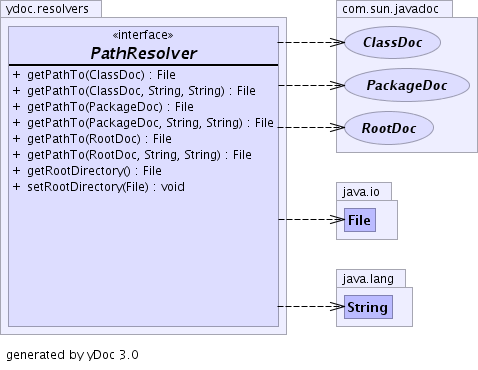 ydoc.resolvers
«interface»
PathResolver
+ getPathTo(ClassDoc) : File
+ getPathTo(ClassDoc, String, String) : File
+ getPathTo(PackageDoc) : File
+ getPathTo(PackageDoc, String, String) : File
+ getPathTo(RootDoc) : File
+ getPathTo(RootDoc, String, String) : File
+ getRootDirectory() : File
+ setRootDirectory(File) : void
com.sun.javadoc
ClassDoc
PackageDoc
RootDoc
java.io
File
java.lang
String
generated by yDoc 3.0